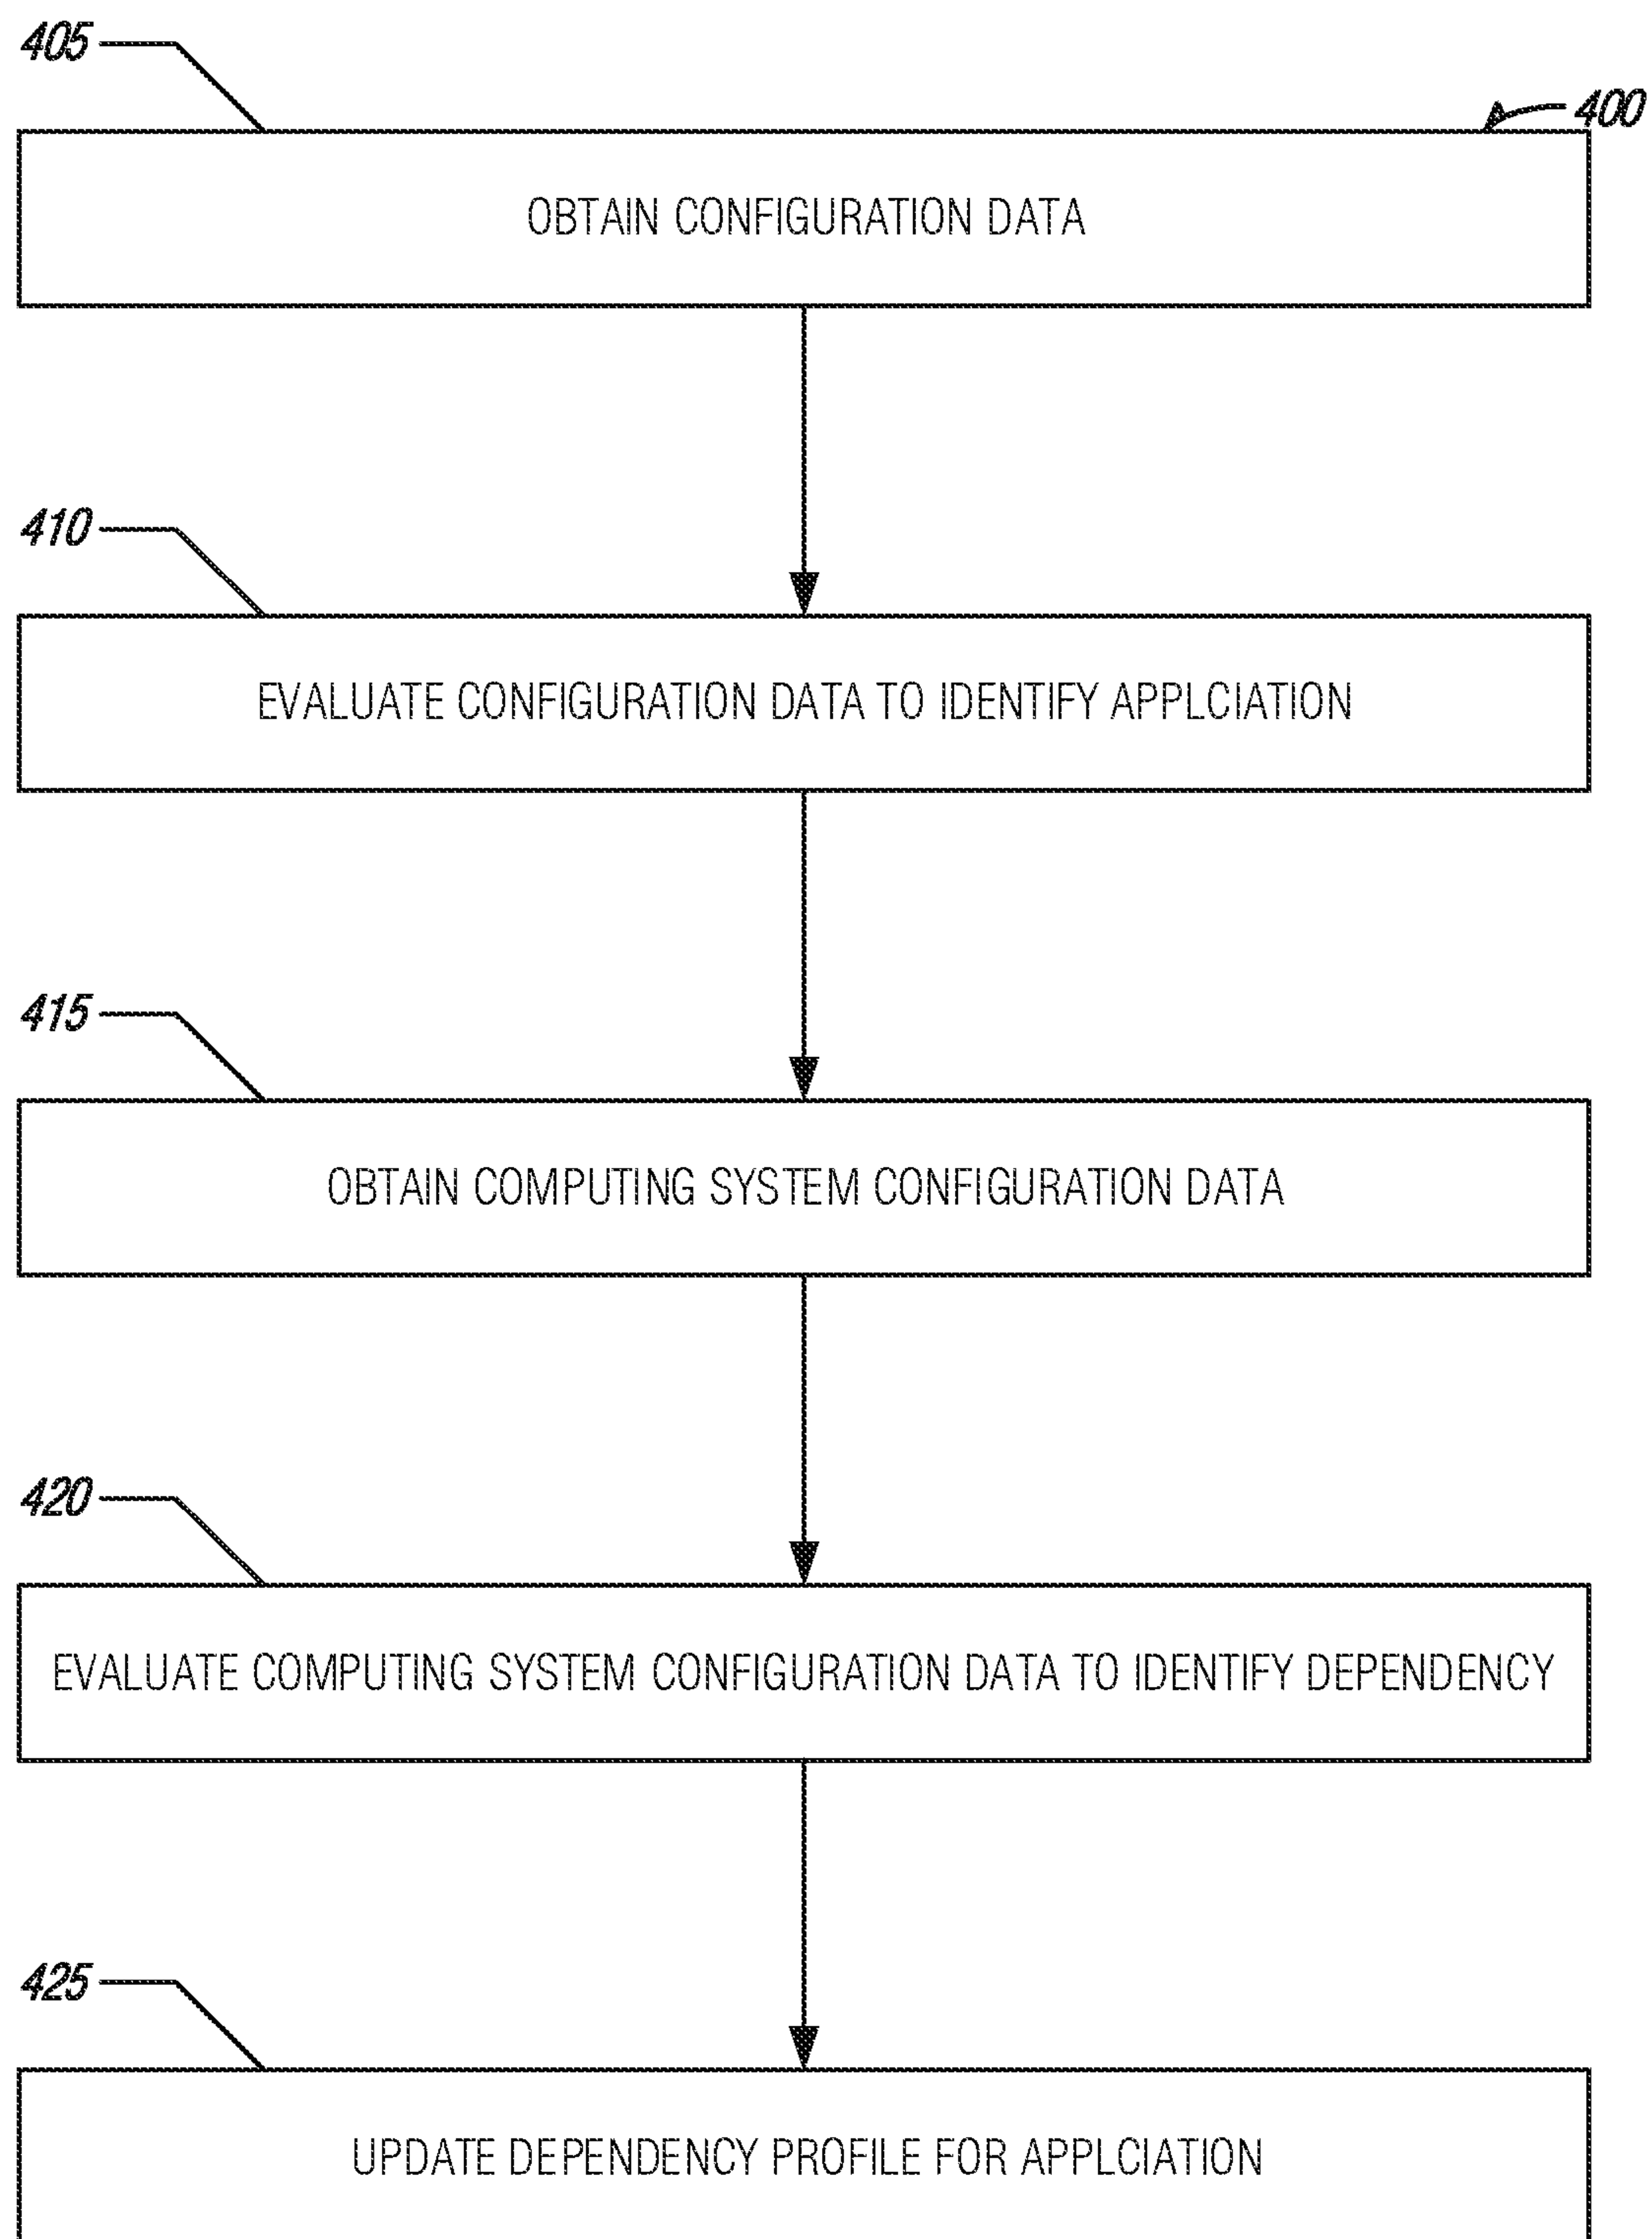 405
400
OBTAIN CONFIGURATION DATA
410
EVALUATE CONFIGURATION DATA TO IDENTIFY APPLCIATION
415
OBTAIN COMPUTING SYSTEM CONFIGURATION DATA
420
EVALUATE COMPUTING SYSTEM CONFIGURATION DATA TO IDENTIFY DEPENDENCY
425
UPDATE DEPENDENCY PROFILE FOR APPLCIATION